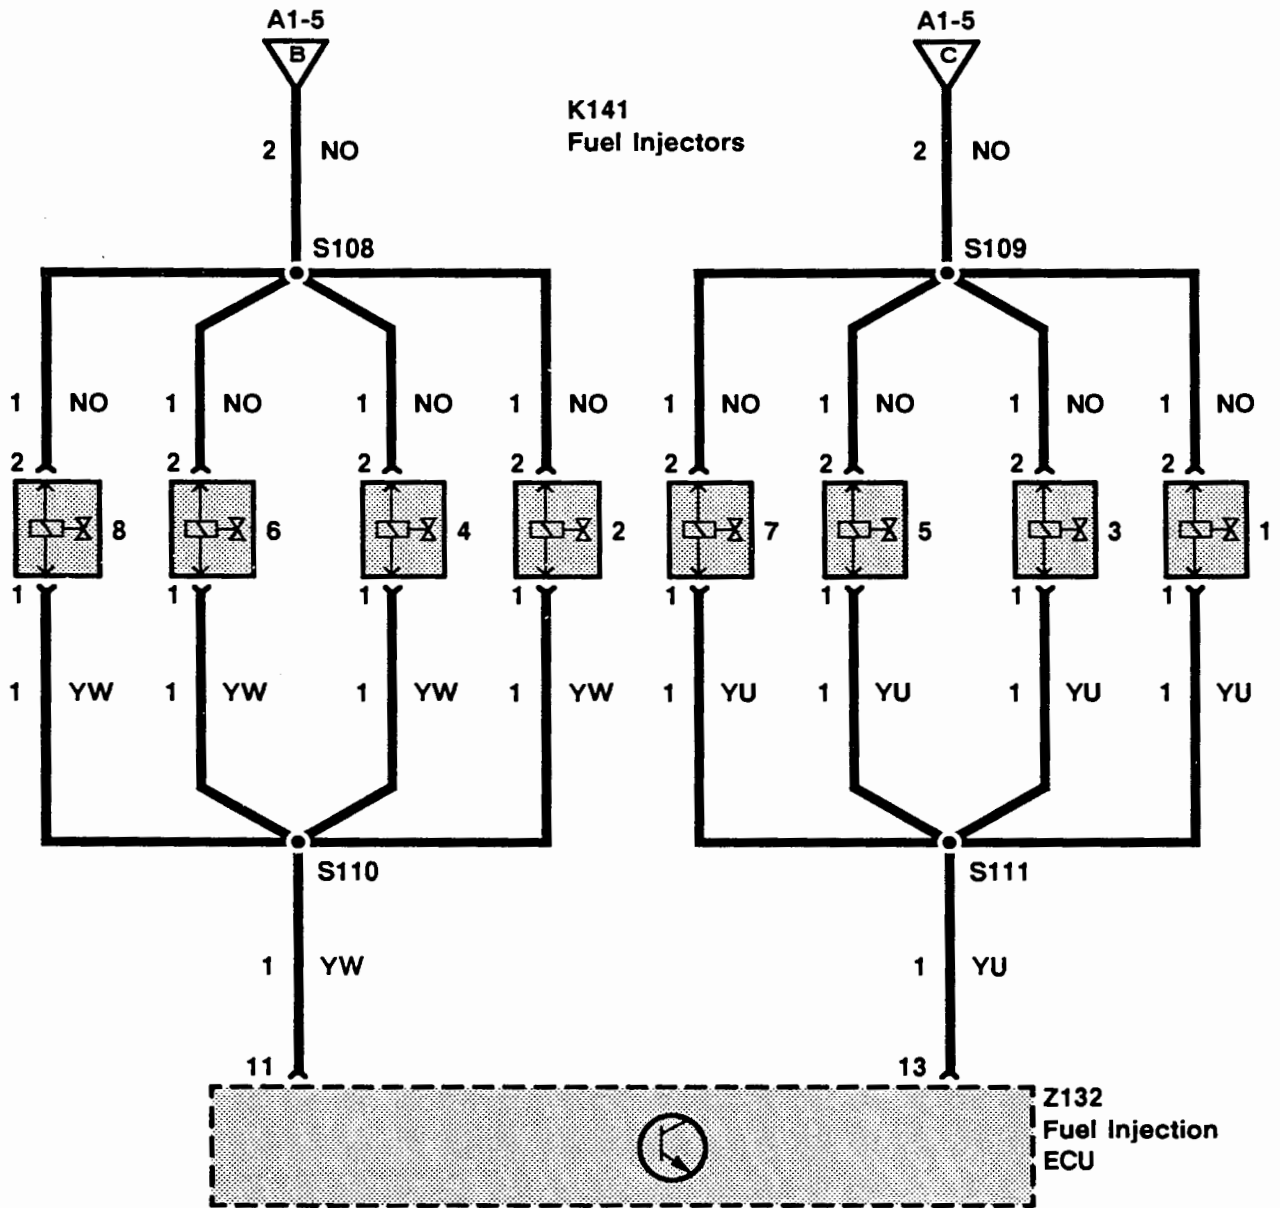 A1-5 A1-5
B C
K141
Fuel Injectors
2 NO 2 NO
S108 S109
1 NO 1 NO 1 NO 1 NO 1 NO 1 NO 1 NO 1 NO
2 2 2 2 2 2 2 2
8 6 4 2 7 5 3 1
1 1 1 1 1 1 1 1
1 YW 1 YW 1 YW 1 YW 1 YU 1 YU 1 YU 1 YU
S110 S111
1 YW 1 YU
11 13
Z132
Fuel Injection
ECU